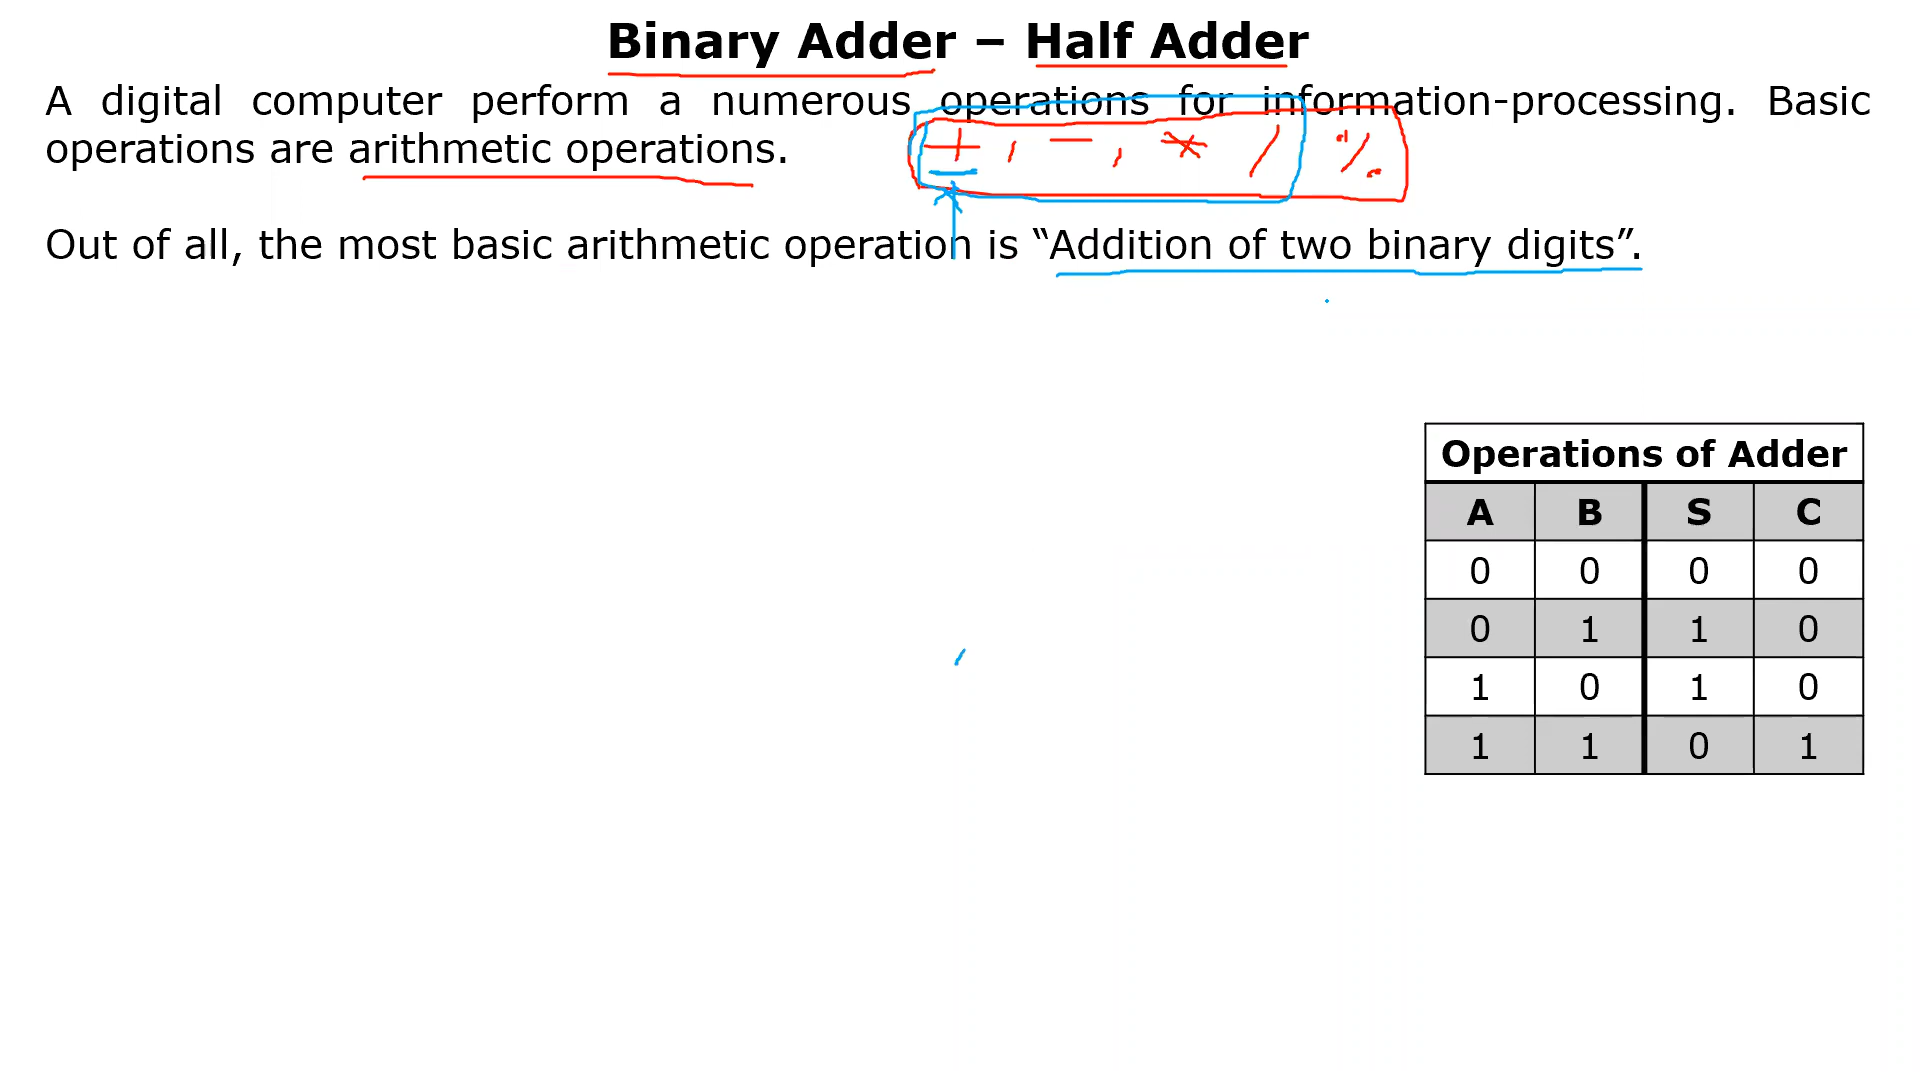 Binary Adder – Half Adder
A digital computer perform a numerous operations for information-processing. Basic
operations are arithmetic operations.
+ , - , * / %
Out of all, the most basic arithmetic operation is “Addition of two binary digits”.
Operations of Adder
A B S C
0 0 0 0
0 1 1 0
1 0 1 0
1 1 0 1